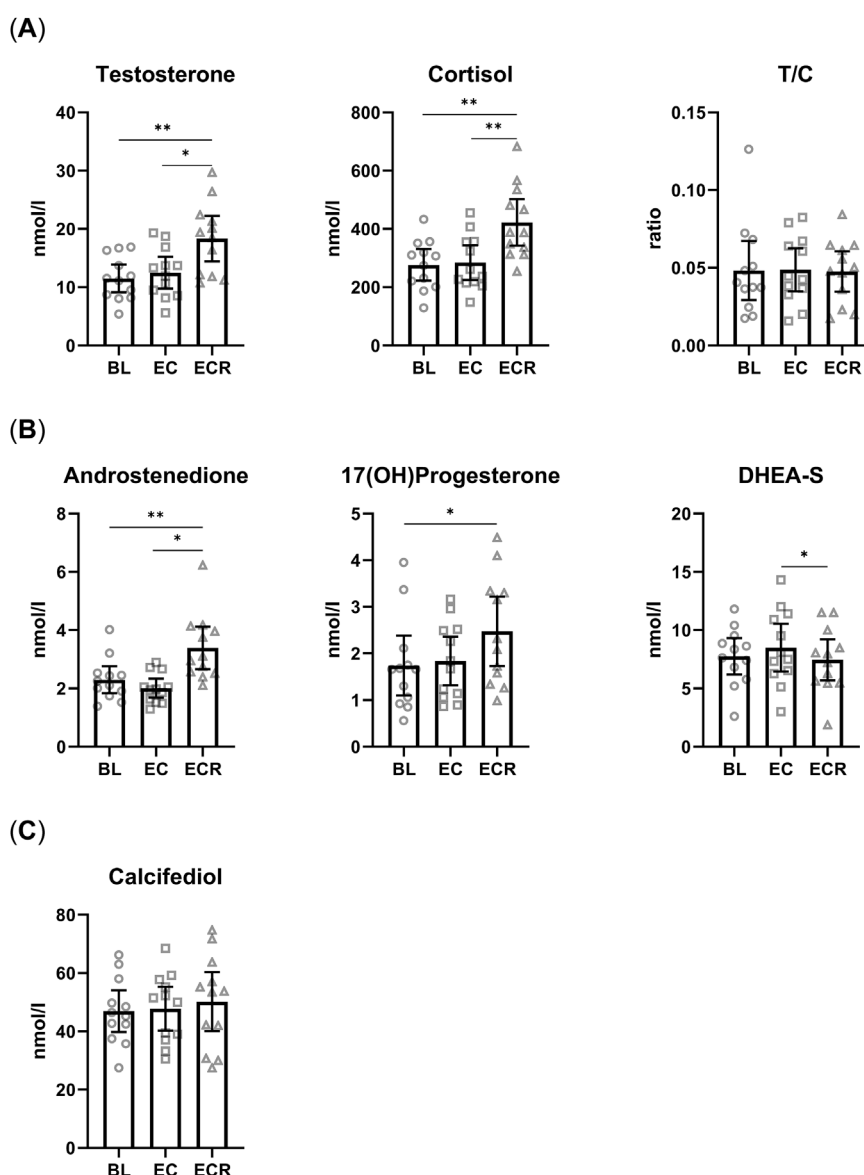 (A)
Testosterone
Cortisol
T/C
40
30
20
10
0
nmol/l
**
*
BL EC ECR
800
600
400
200
0
nmol/l
**
**
BL EC ECR
0.15
0.10
0.05
0.00
ratio
BL EC ECR
(B)
Androstenedione
17(OH)Progesterone
DHEA-S
8
6
4
2
0
nmol/l
**
*
BL EC ECR
5
4
3
2
1
0
nmol/l
*
BL EC ECR
20
15
10
5
0
nmol/l
*
BL EC ECR
(C)
Calcifediol
80
60
40
20
0
nmol/l
BL EC ECR